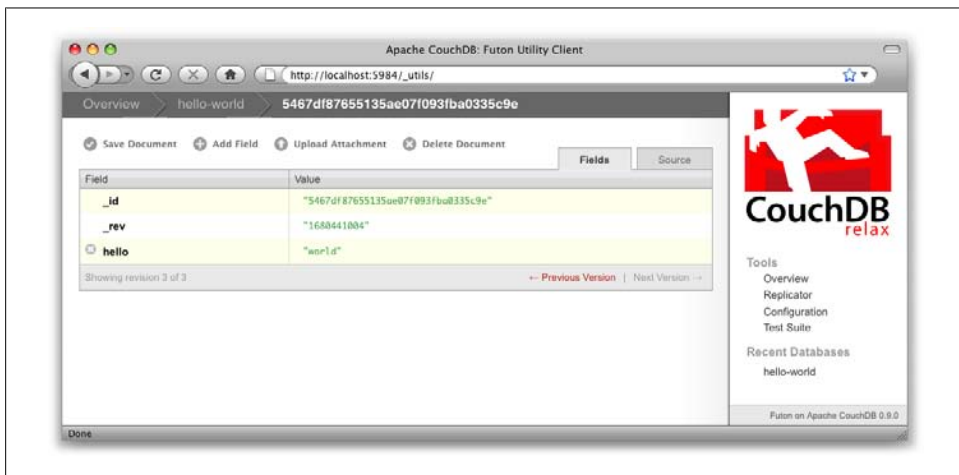 Apache CouchDB: Futon Utility Client
http://localhost:5984/_utils/
Overview hello-world 5467df87655135ae07f093fba0335c9e
Save Document Add Field Upload Attachment Delete Document
Fields Source
Field Value
_id "5467df87655135ae07f093fba0335c9e"
_rev "1680441004"
hello "world"
Showing revision 3 of 3 ← Previous Version | Next Version →
CouchDB
relax
Tools
Overview
Replicator
Configuration
Test Suite
Recent Databases
hello-world
Futon on Apache CouchDB 0.9.0
Done